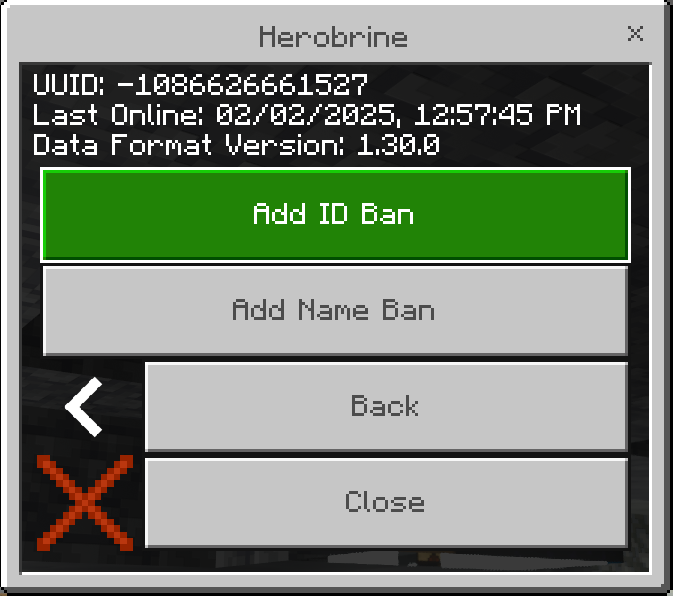 Herobrine
UUID: -1086626661527
Last Online: 02/02/2025, 12:57:45 PM
Data Format Version: 1.30.0
Add ID Ban
Add Name Ban
Back
Close